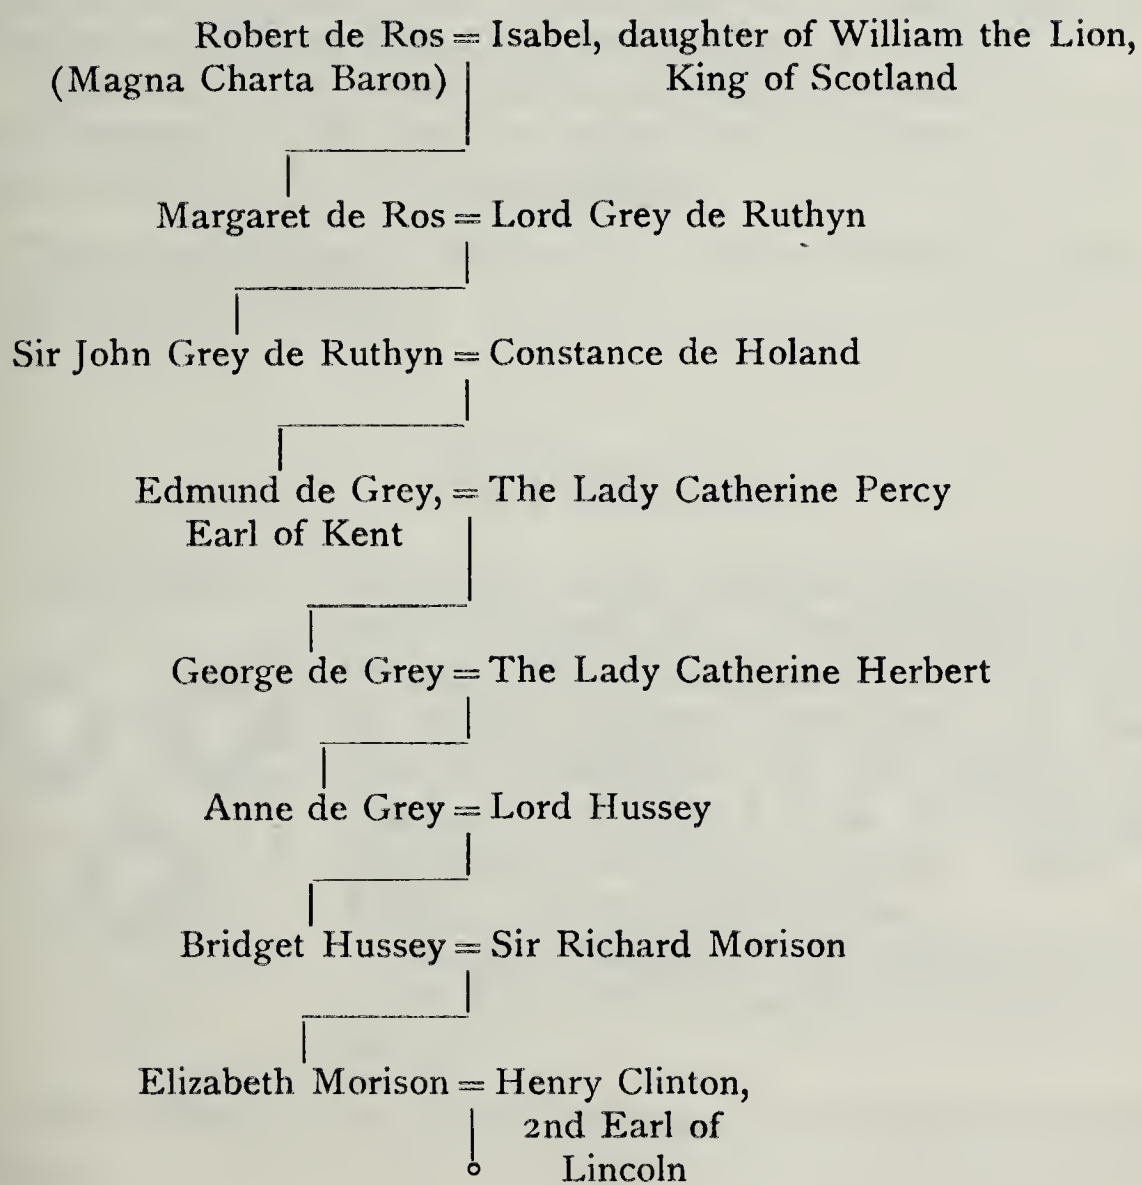 Robert de Ros = Isabel, daughter of William the Lion,
(Magna Charta Baron) King of Scotland
Margaret de Ros = Lord Grey de Ruthyn
Sir John Grey de Ruthyn = Constance de Holand
Edmund de Grey, = The Lady Catherine Percy
Earl of Kent
George de Grey = The Lady Catherine Herbert
Anne de Grey = Lord Hussey
Bridget Hussey = Sir Richard Morison
Elizabeth Morison = Henry Clinton,
2nd Earl of
Lincoln